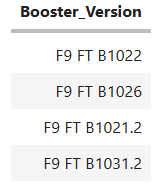 Booster_Version
F9 FT B1022
F9 FT B1026
F9 FT B1021.2
F9 FT B1031.2